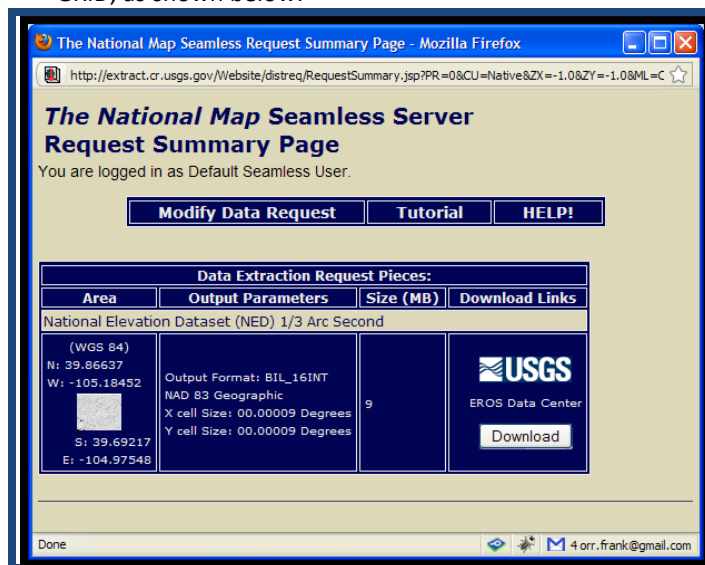 The National Map Seamless Request Summary Page - Mozilla Firefox
http://extract.cr.usgs.gov/Website/distreq/RequestSummary.jsp?PR=0&CU=Native&ZX=-1.0&ZY=-1.0&ML=C
The National Map Seamless Server
Request Summary Page
You are logged in as Default Seamless User.
Modify Data Request Tutorial HELP!
Data Extraction Request Pieces:
Area Output Parameters Size (MB) Download Links
National Elevation Dataset (NED) 1/3 Arc Second
(WGS 84)
N: 39.86637
W: -105.18452
S: 39.69217
E: -104.97548
Output Format: BIL_16INT
NAD 83 Geographic
X cell Size: 00.00009 Degrees
Y cell Size: 00.00009 Degrees
9
USGS
EROS Data Center
Download
Done
4 orr.frank@gmail.com